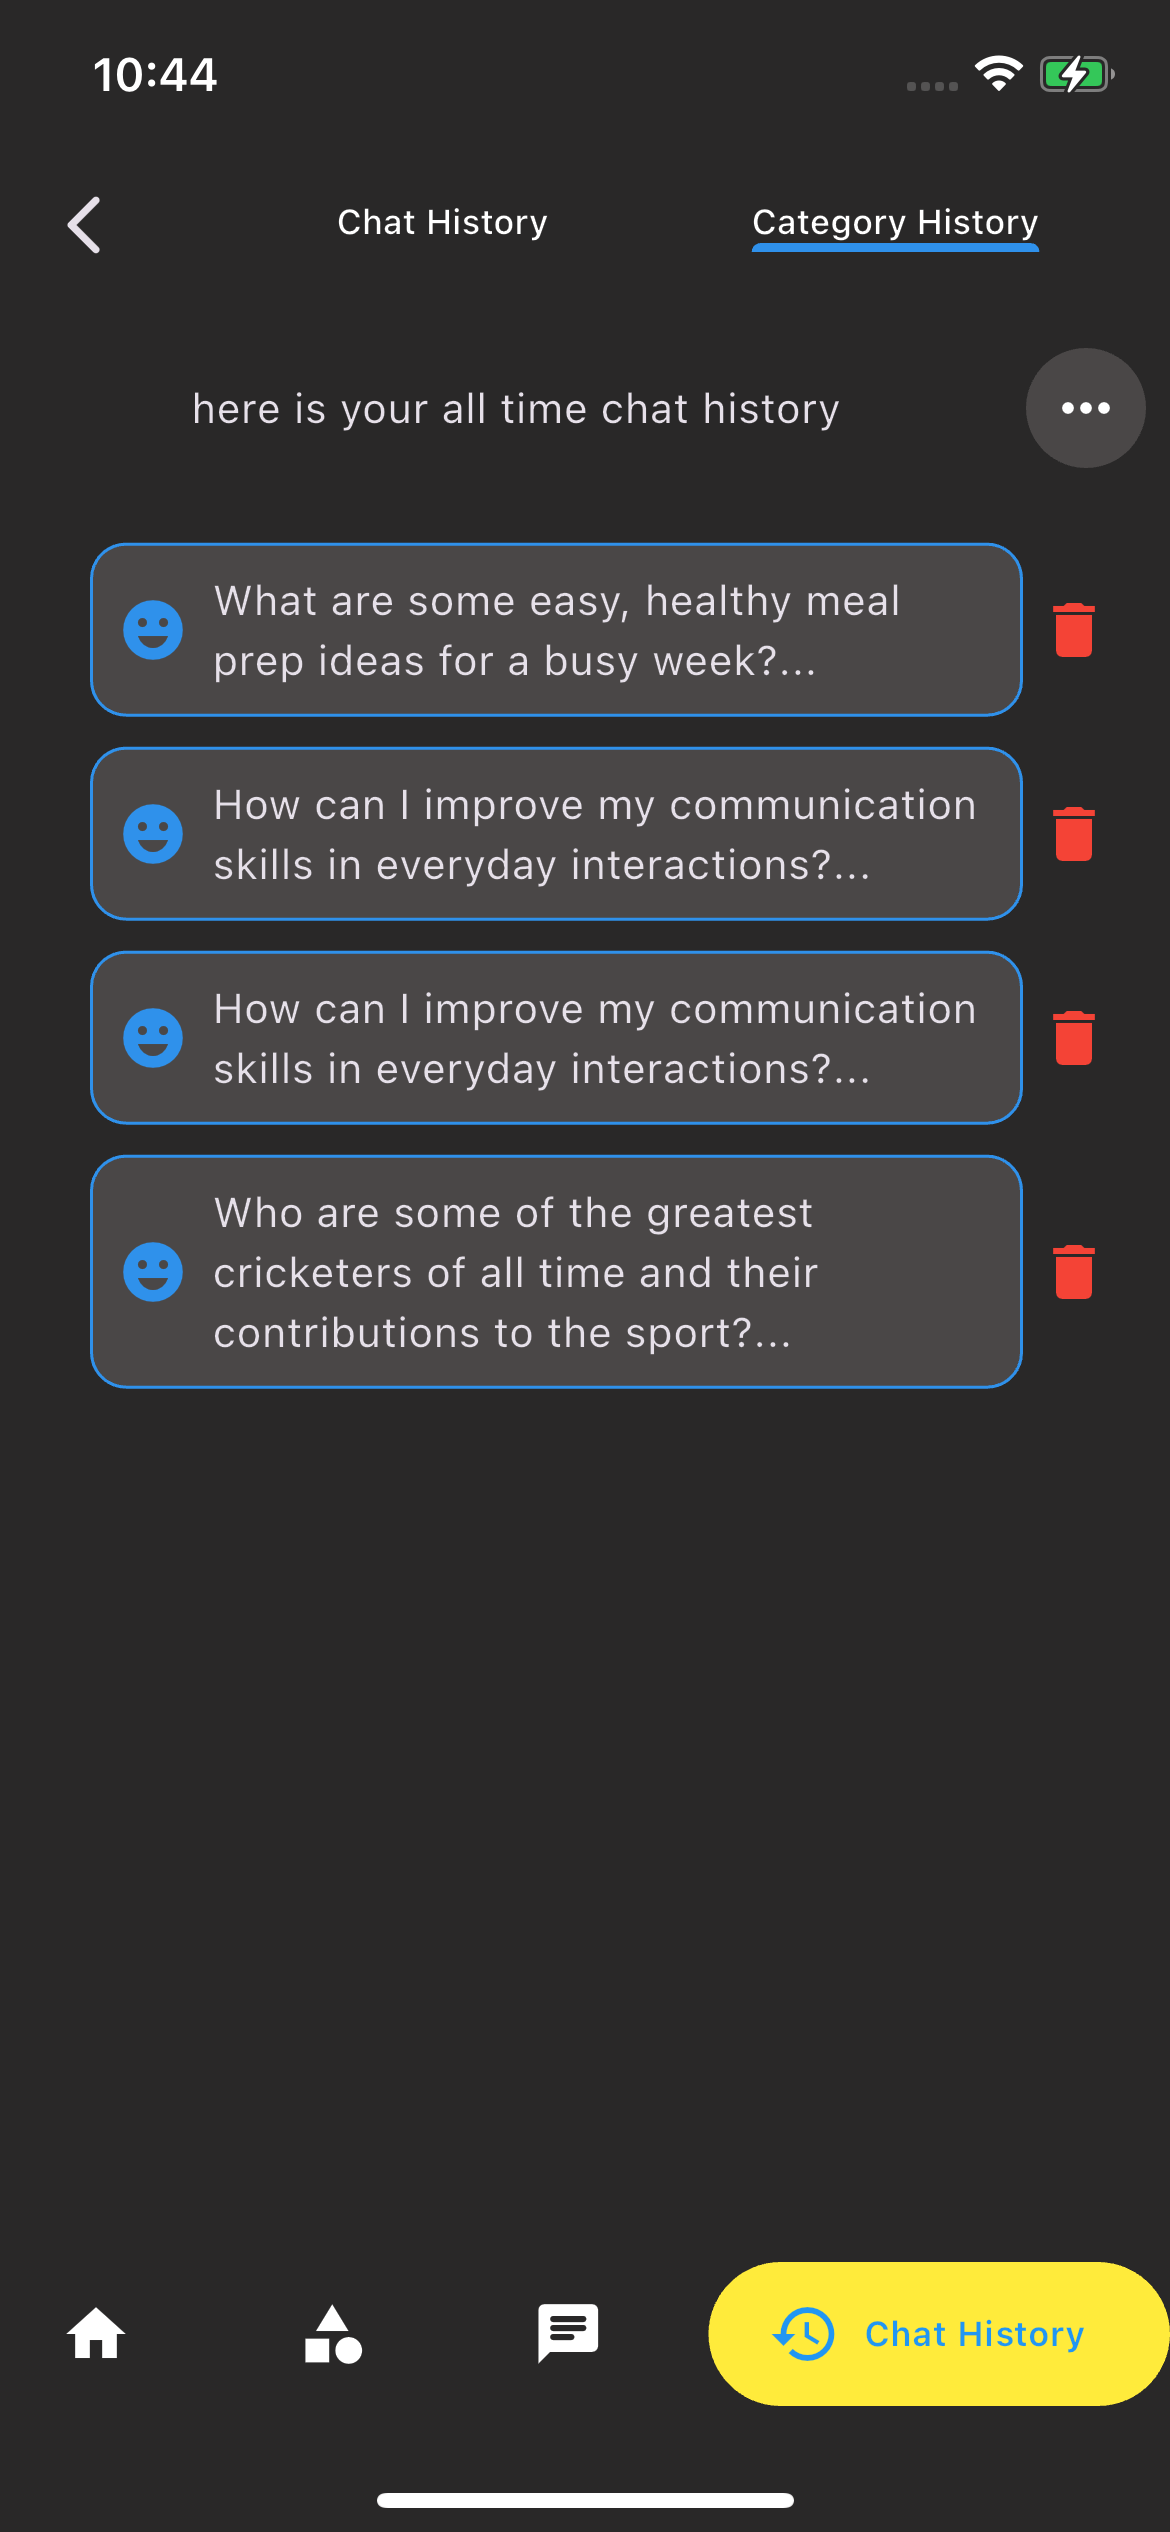 10:44
Chat History
Category History
here is your all time chat history
What are some easy, healthy meal
prep ideas for a busy week?...
How can I improve my communication
skills in everyday interactions?...
How can I improve my communication
skills in everyday interactions?...
Who are some of the greatest
cricketers of all time and their
contributions to the sport?...
Chat History